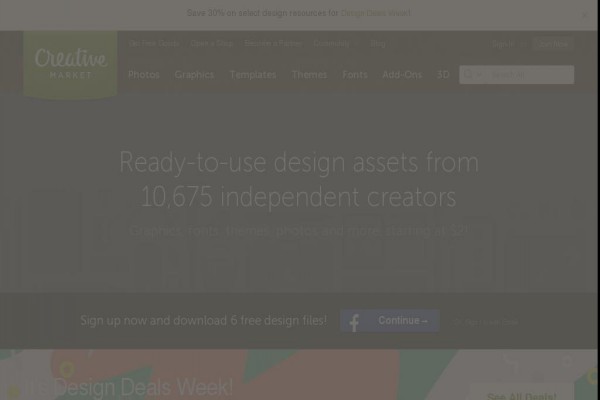 Save 30% on select design resources for Design Deals Week!
Creative
MARKET
Blog
Photos Graphics Templates Themes Fonts Add-Ons 3D
Ready-to-use design assets from
10,675 independent creators
Sign up now and download 6 free design files!
Continue →
Design Deals Week!
See All Deals!